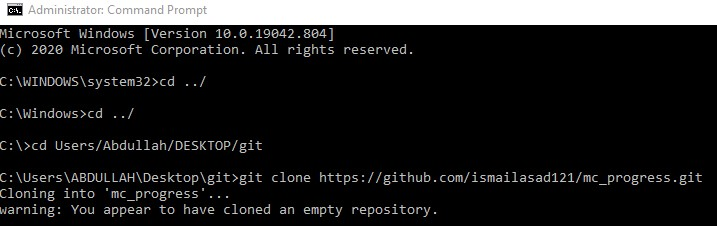 Administrator: Command Prompt
Microsoft Windows [Version 10.0.19042.804]
(c) 2020 Microsoft Corporation. All rights reserved.
C:\WINDOWS\system32>cd ../
C:\Windows>cd ../
C:\>cd Users/Abdullah/DESKTOP/git
C:\Users\ABDULLAH\Desktop\git>git clone https://github.com/ismailasad121/mc_progress.git
Cloning into 'mc_progress'...
warning: You appear to have cloned an empty repository.